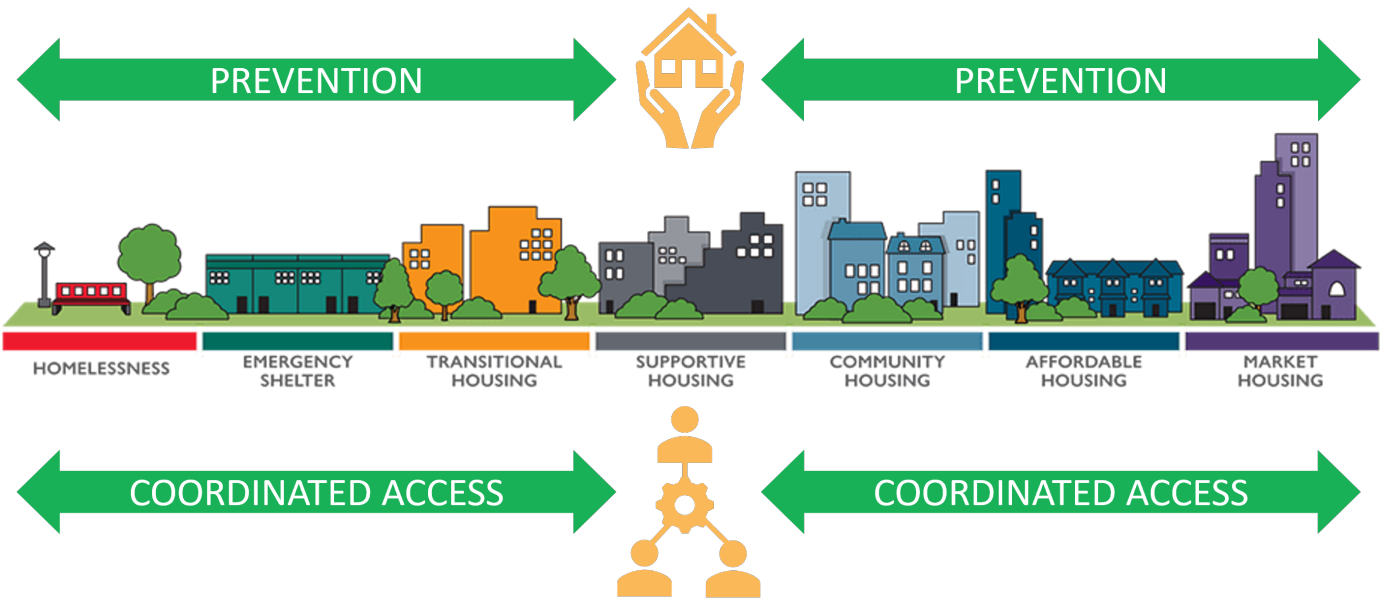 PREVENTION
PREVENTION
HOMELESSNESS
EMERGENCY
SHELTER
TRANSITIONAL
HOUSING
SUPPORTIVE
HOUSING
COMMUNITY
HOUSING
AFFORDABLE
HOUSING
MARKET
HOUSING
COORDINATED ACCESS
COORDINATED ACCESS